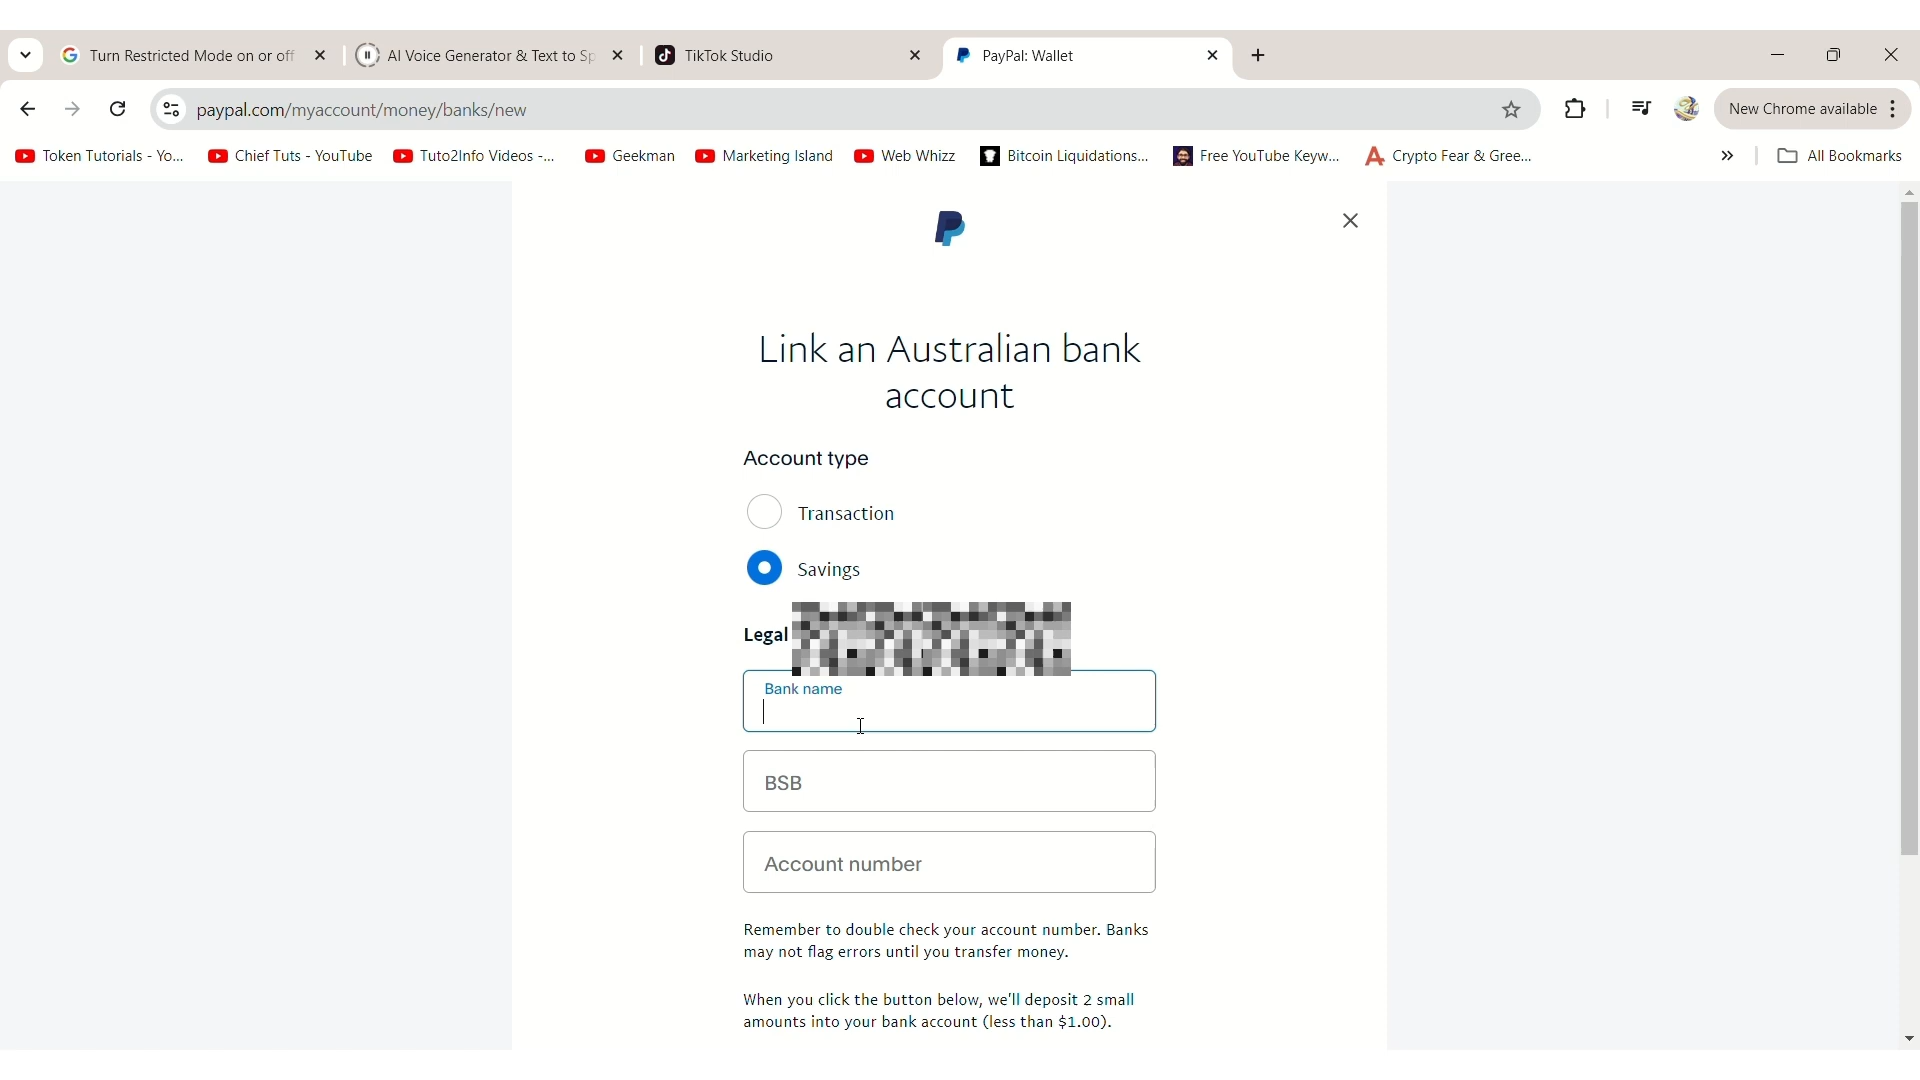 Turn Restricted Mode on or off
AI Voice Generator & Text to Sp
TikTok Studio
PayPal: Wallet
paypal.com/myaccount/money/banks/new
New Chrome available
Token Tutorials - Yo...
Chief Tuts - YouTube
Tuto2Info Videos -...
Geekman
Marketing Island
Web Whizz
Bitcoin Liquidations...
Free YouTube Keyw...
Crypto Fear & Gree...
All Bookmarks
Link an Australian bank
account
Account type
Transaction
Savings
Legal
Bank name
BSB
Account number
Remember to double check your account number. Banks
may not flag errors until you transfer money.
When you click the button below, we'll deposit 2 small
amounts into your bank account (less than $1.00).